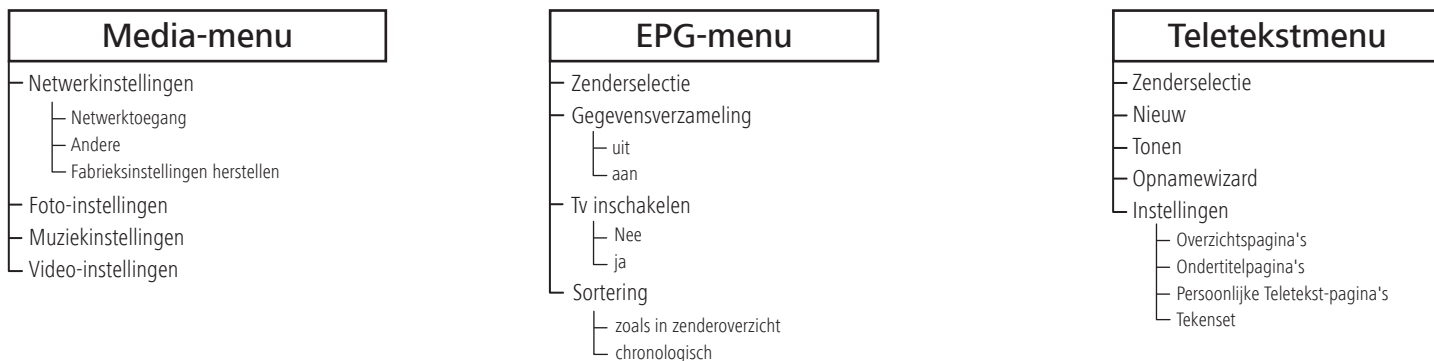 Media-menu
Netwerkinstellingen
Netwerktoegang
Andere
Fabrieksinstellingen herstellen
Foto-instellingen
Muziekinstellingen
Video-instellingen
EPG-menu
Zenderselectie
Gegevensverzameling
uit
aan
Tv inschakelen
Nee
ja
Sortering
zoals in zenderoverzicht
chronologisch
Teletekstmenu
Zenderselectie
Nieuw
Tonen
Opnamewizard
Instellingen
Overzichtspagina's
Ondertitelpagina's
Persoonlijke Teletekst-pagina's
Tekenset